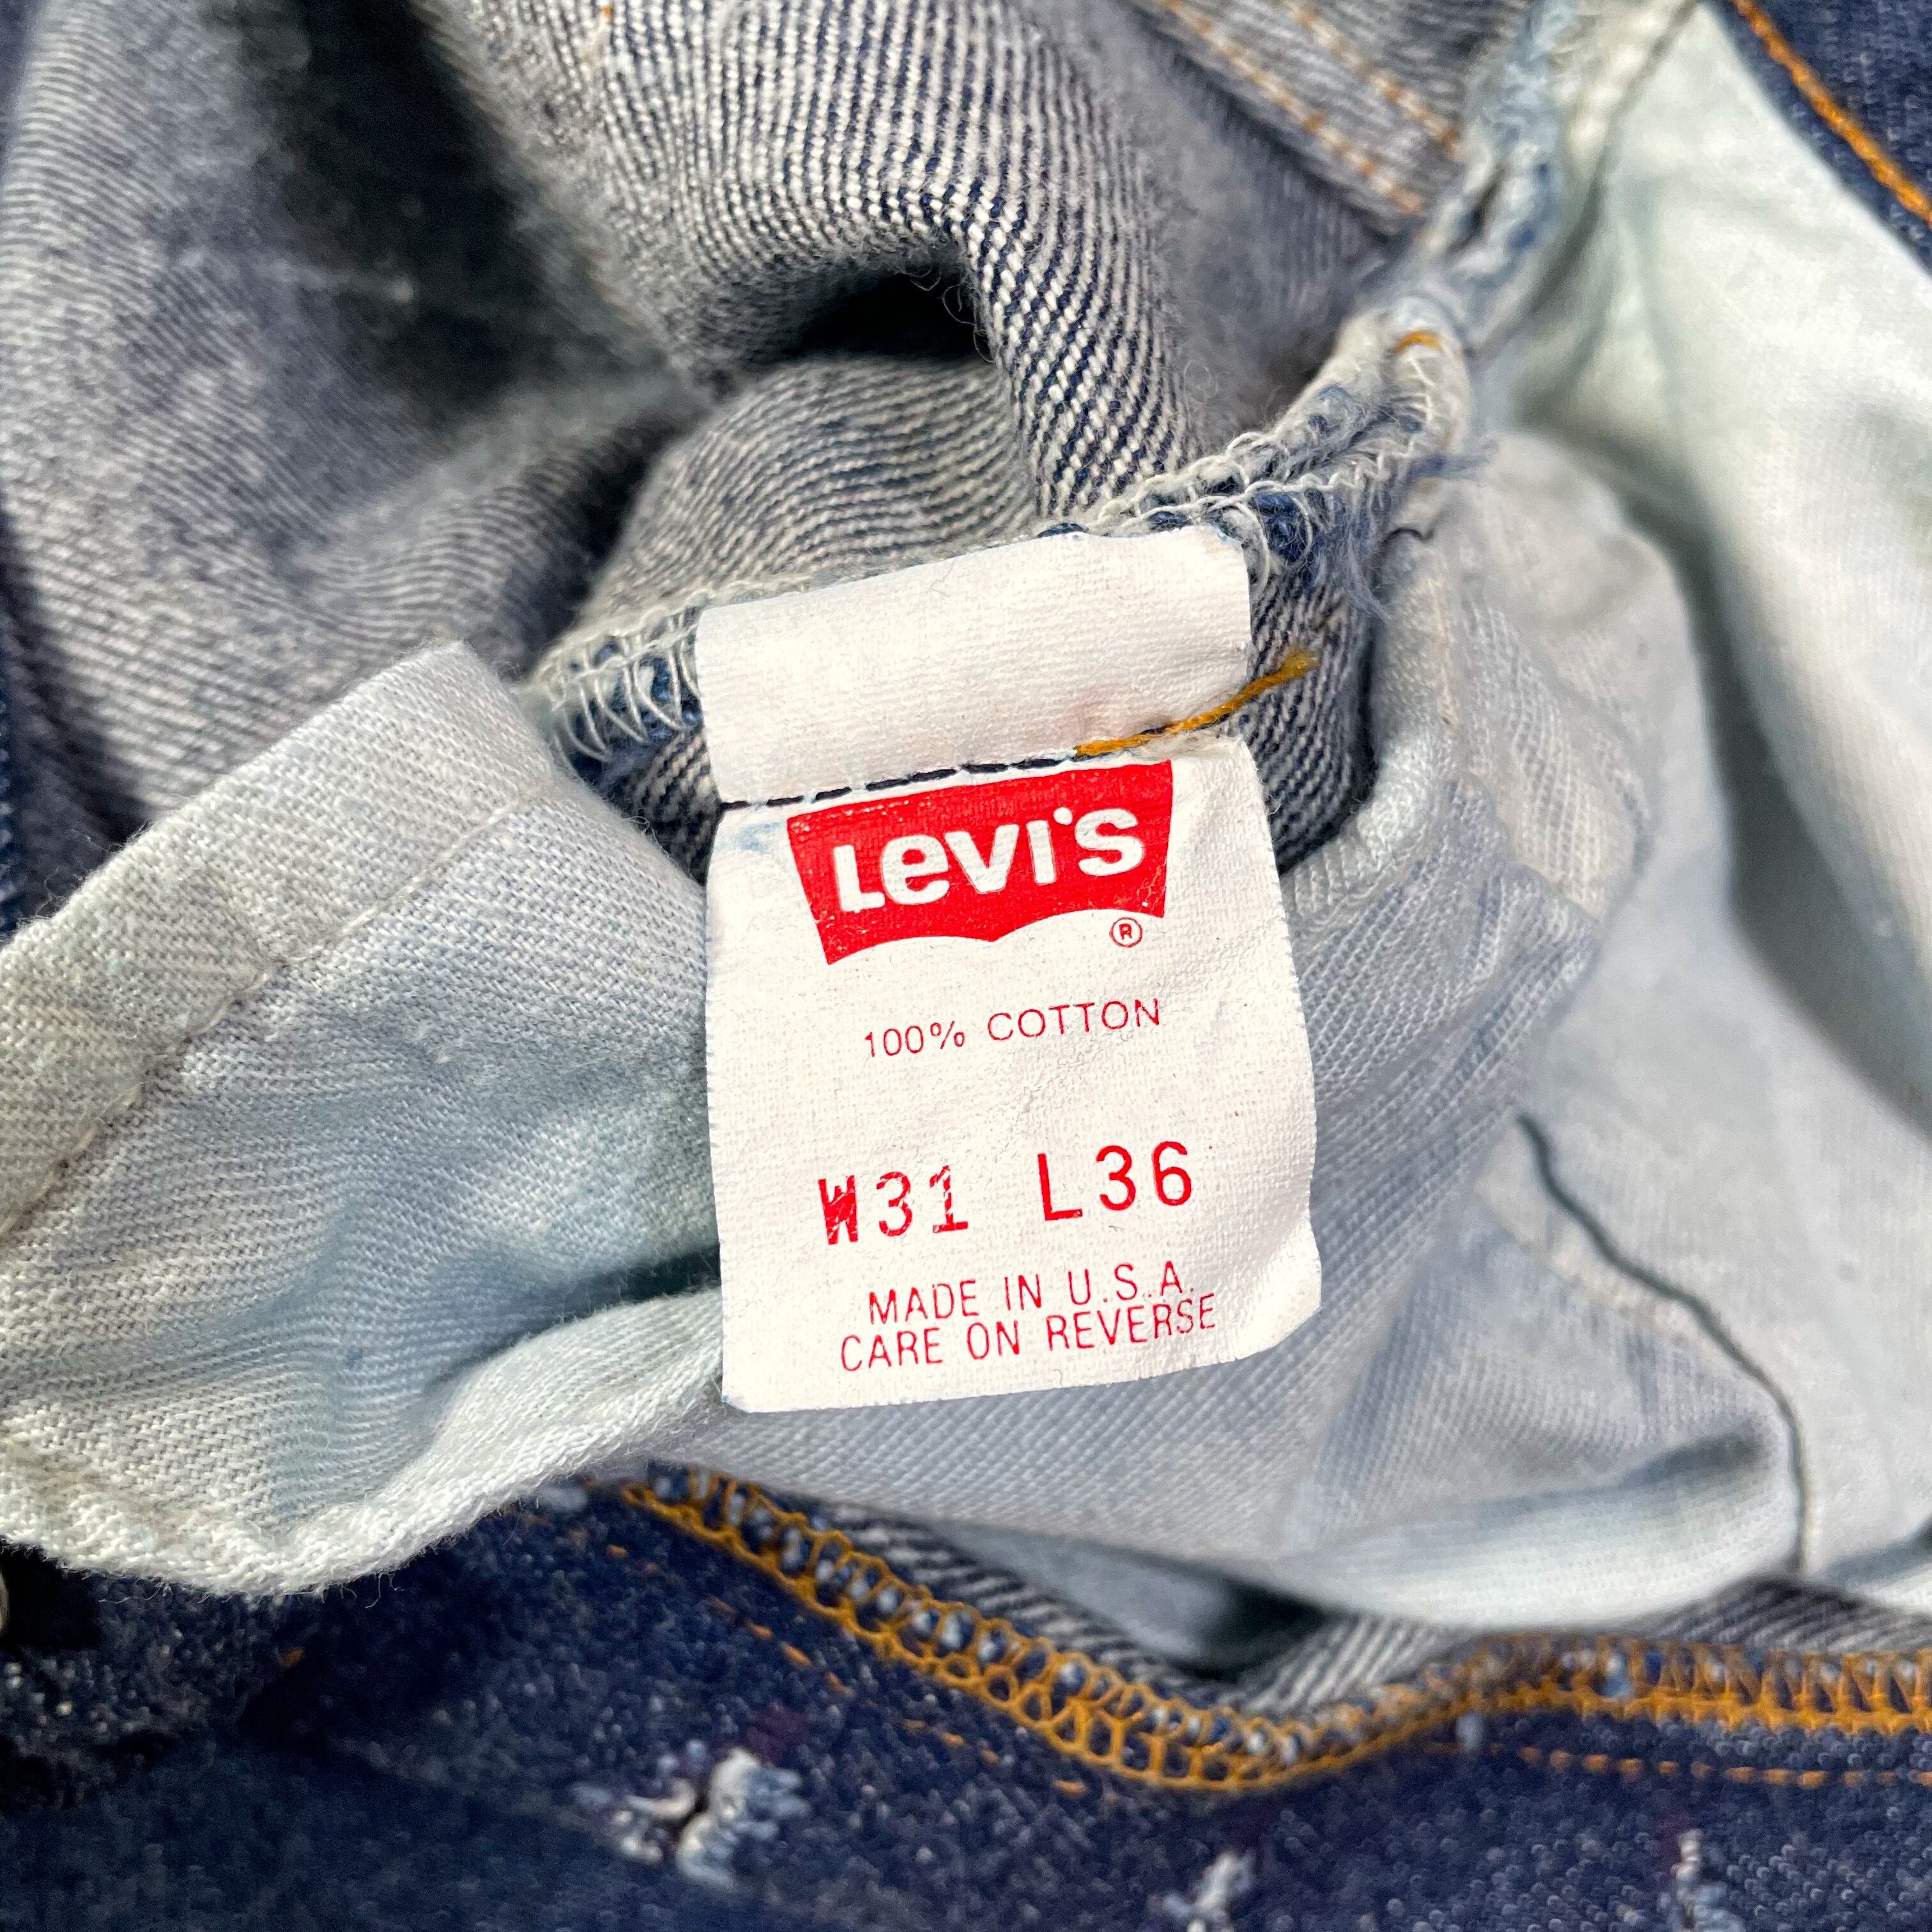 Levi's
®
100% COTTON
W31 L36
MADE IN U.S.A.
CARE ON REVERSE